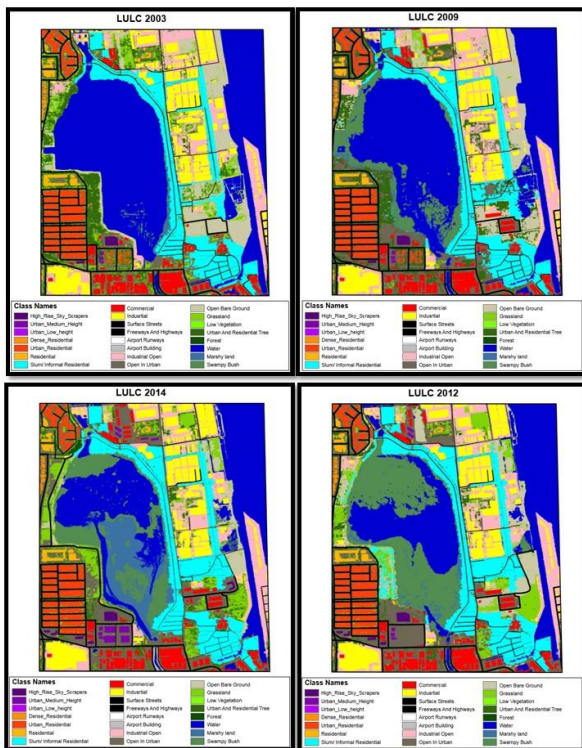 LULC 2003
Class Names
High_Rise_Sky_Scrapers
Urban_Medium_Height
Urban_Low_height
Dense_Residential
Urban_Residential
Residential
Slum/ Informal Residential
Commercial
Industrial
Surface Streets
Freeways And Highways
Airport Runways
Airport Building
Industrial Open
Open In Urban
Open Bare Ground
Grassland
Low Vegetation
Urban And Residential Tree
Forest
Water
Marshy land
Swampy Bush
LULC 2009
Class Names
High_Rise_Sky_Scrapers
Urban_Medium_Height
Urban_Low_height
Dense_Residential
Urban_Residential
Residential
Slum/ Informal Residential
Commercial
Industrial
Surface Streets
Freeways And Highways
Airport Runways
Airport Building
Industrial Open
Open In Urban
Open Bare Ground
Grassland
Low Vegetation
Urban And Residential Tree
Forest
Water
Marshy land
Swampy Bush
LULC 2014
Class Names
High_Rise_Sky_Scrapers
Urban_Medium_Height
Urban_Low_height
Dense_Residential
Urban_Residential
Residential
Slum/ Informal Residential
Commercial
Industrial
Surface Streets
Freeways And Highways
Airport Runways
Airport Building
Industrial Open
Open In Urban
Open Bare Ground
Grassland
Low Vegetation
Urban And Residential Tree
Forest
Water
Marshy land
Swampy Bush
LULC 2012
Class Names
High_Rise_Sky_Scrapers
Urban_Medium_Height
Urban_Low_height
Dense_Residential
Urban_Residential
Residential
Slum/ Informal Residential
Commercial
Industrial
Surface Streets
Freeways And Highways
Airport Runways
Airport Building
Industrial Open
Open In Urban
Open Bare Ground
Grassland
Low Vegetation
Urban And Residential Tree
Forest
Water
Marshy land
Swampy Bush